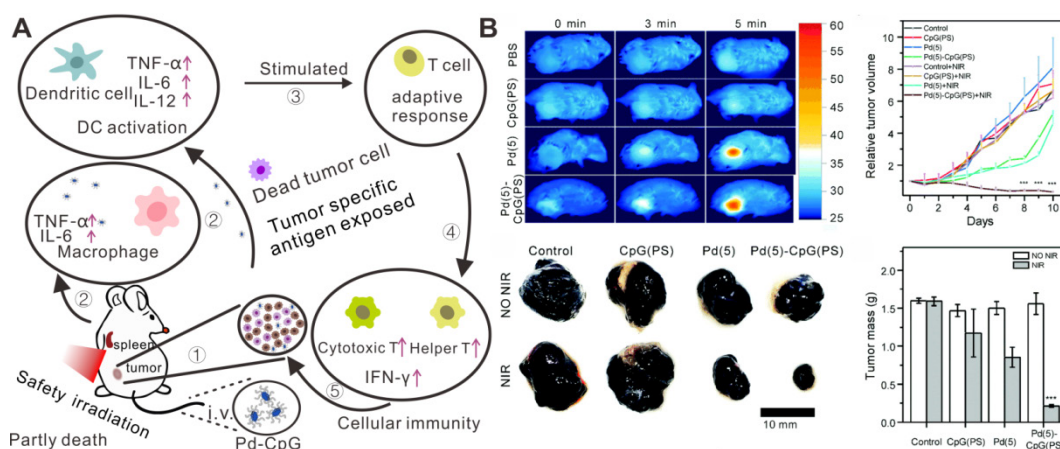 A
Dendritic cell
TNF-α↑
IL-6 ↑
IL-12 ↑
DC activation
Stimulated
③
T cell
adaptive
response
②
Dead tumor cell
Tumor specific
antigen exposed
④
TNF-α↑
IL-6 ↑
Macrophage
②
spleen
tumor
①
Safety irradiation
Partly death
i.v.
Pd-CpG
Cytotoxic T↑ Helper T↑
IFN-γ↑
⑤
Cellular immunity
B
0 min 3 min 5 min
PBS
CpG(PS)
Pd(5)
Pd(5)-
CpG(PS)
60
55
50
45
40
35
30
25
Control CpG(PS) Pd(5) Pd(5)-CpG(PS)
NO NIR
NIR
10 mm
Relative tumor volume
10
8
6
4
2
0 2 4 6 8 10
Days
Control
CpG(PS)
Pd(5)
Pd(5)-CpG(PS)
Control+NIR
CpG(PS)+NIR
Pd(5)+NIR
Pd(5)-CpG(PS)+NIR
*** *** ***
Tumor mass (g)
2.0
1.5
1.0
0.5
0.0
NO NIR
NIR
***
Control CpG(PS) Pd(5) Pd(5)-
CpG(PS)